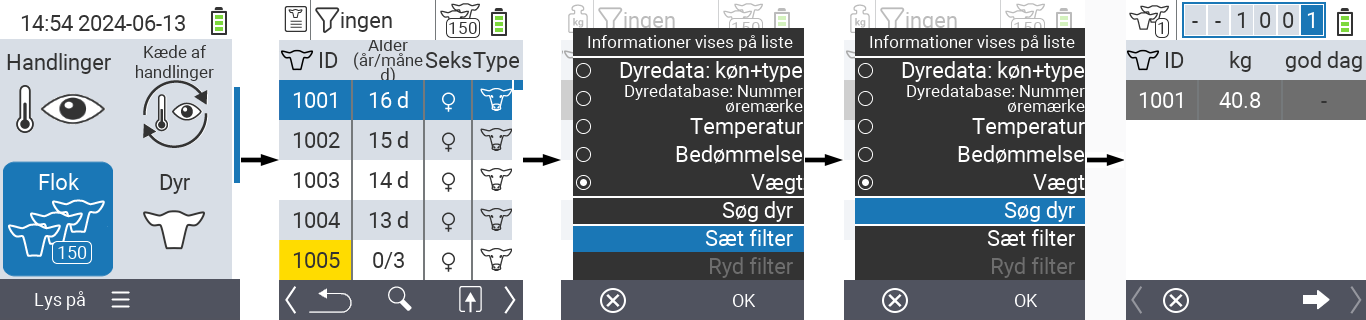 14:54 2024-06-13
Handlinger
Kæde af
handlinger
Flok
150
Dyr
Lys på
ingen
150
ID
Alder
(år/måne
d)
Seks
Type
1001
16 d
1002
15 d
1003
14 d
1004
13 d
1005
0/3
kg
ingen
150
Informationer vises på liste
Dyredata: køn+type
Dyredatabase: Nummer
øremærke
Temperatur
Bedømmelse
Vægt
Søg dyr
Sæt filter
Ryd filter
OK
kg
ingen
150
Informationer vises på liste
Dyredata: køn+type
Dyredatabase: Nummer
øremærke
Temperatur
Bedømmelse
Vægt
Søg dyr
Sæt filter
Ryd filter
OK
1
- - 1 0 0 1
ID
kg
god dag
1001
40.8
-